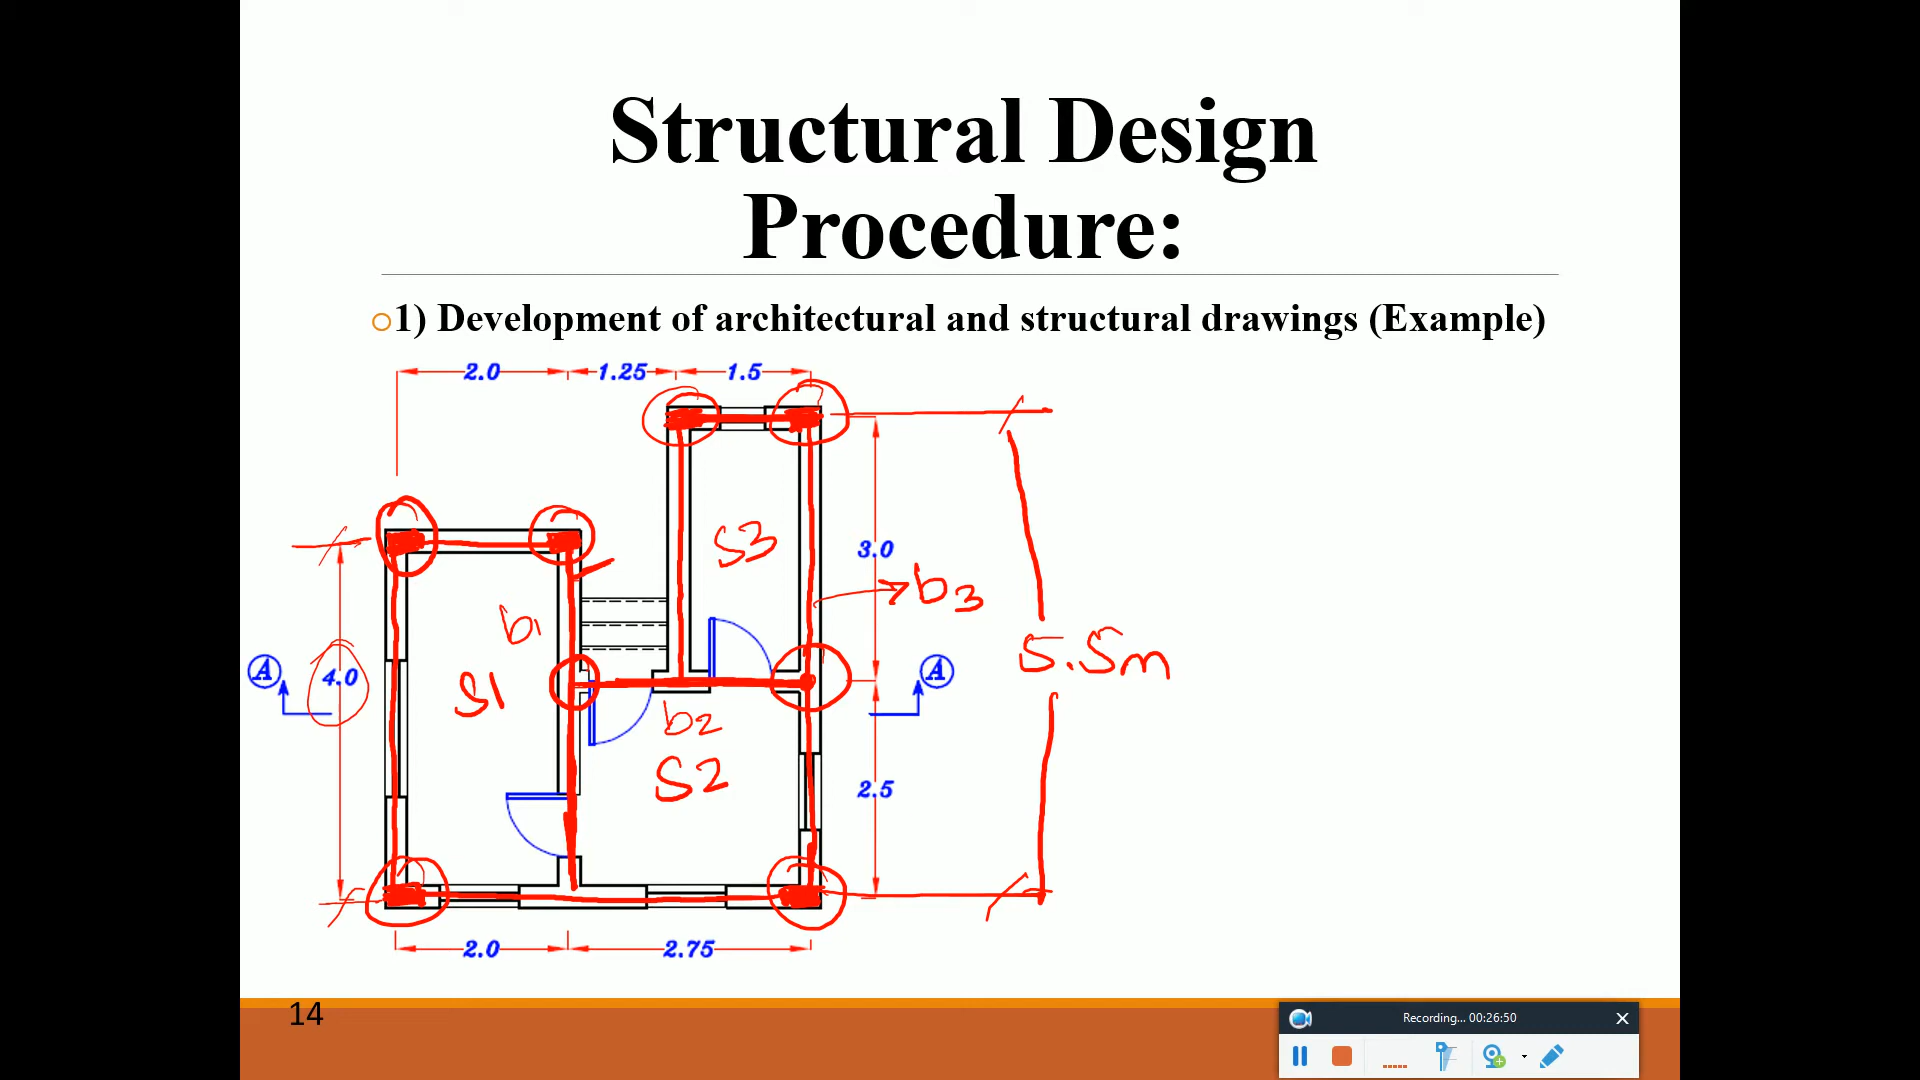 Structural Design
Procedure:
1) Development of architectural and structural drawings (Example)
2.0 1.25 1.5
S3
3.0
b3
b1
5.5m
A 4.0 A
S1
b2
S2
2.5
2.0 2.75
14
Recording... 00:26:50